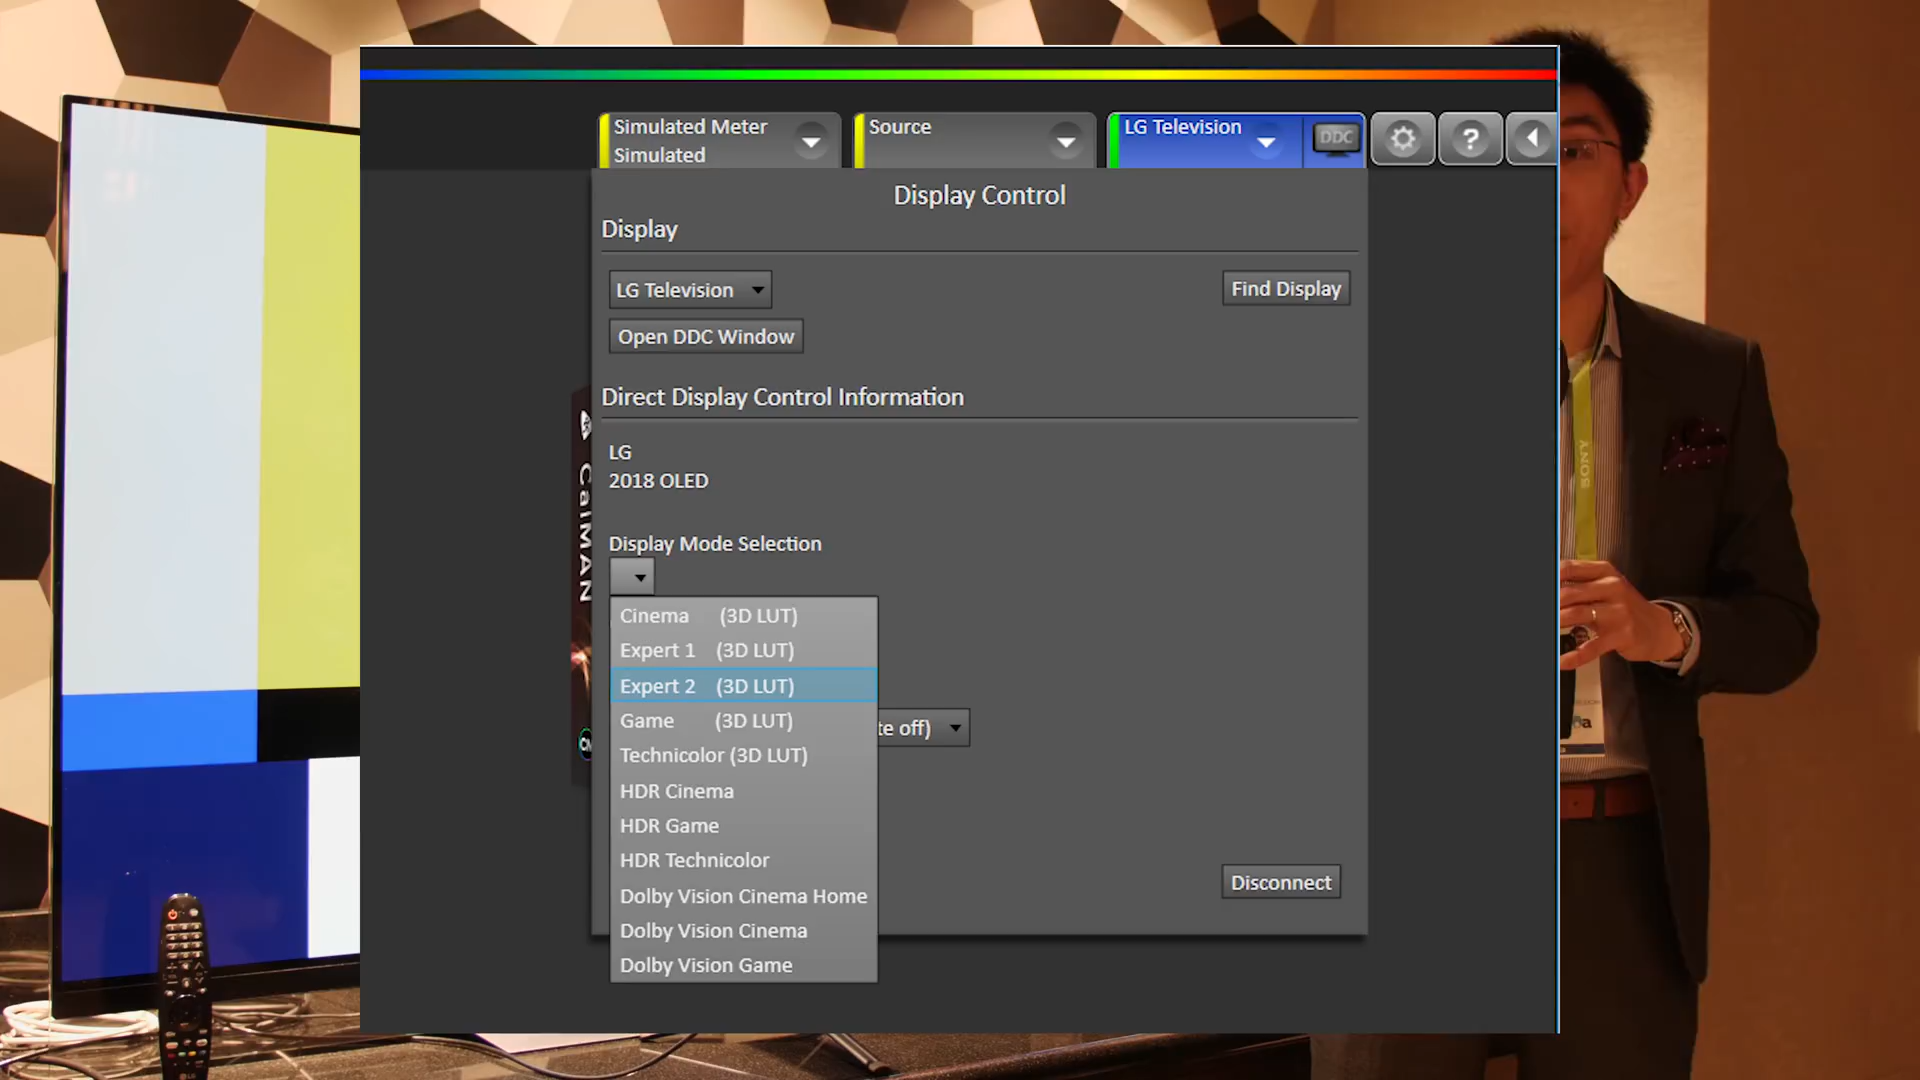 Simulated Meter
Simulated
Source
LG Television
DDC
?
Display Control
Display
LG Television
Find Display
Open DDC Window
Direct Display Control Information
LG
2018 OLED
Display Mode Selection
Cinema (3D LUT)
Expert 1 (3D LUT)
Expert 2 (3D LUT)
Game (3D LUT)
te off)
Technicolor (3D LUT)
HDR Cinema
HDR Game
HDR Technicolor
Dolby Vision Cinema Home
Disconnect
Dolby Vision Cinema
Dolby Vision Game
CalMAN
SONY
LG